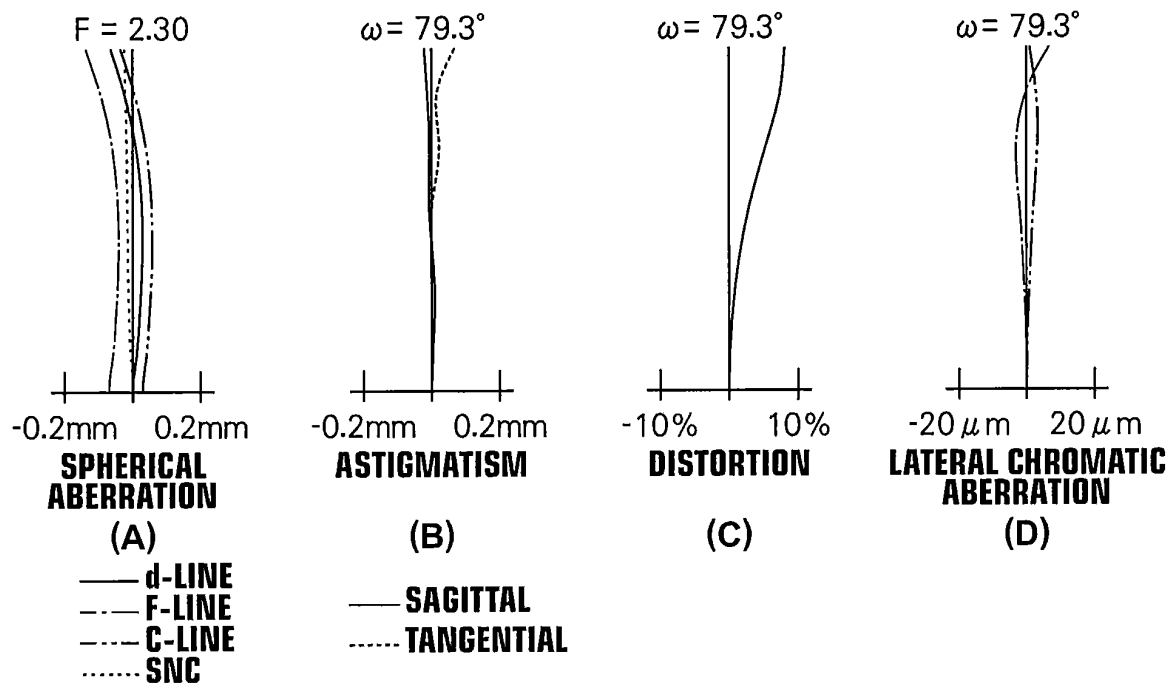 F = 2.30
-0.2mm 0.2mm
SPHERICAL
ABERRATION
(A)
d-LINE
F-LINE
C-LINE
SNC
ω= 79.3°
-0.2mm 0.2mm
ASTIGMATISM
(B)
SAGITTAL
TANGENTIAL
ω= 79.3°
-10% 10%
DISTORTION
(C)
ω= 79.3°
-20 μm 20 μm
LATERAL CHROMATIC
ABERRATION
(D)